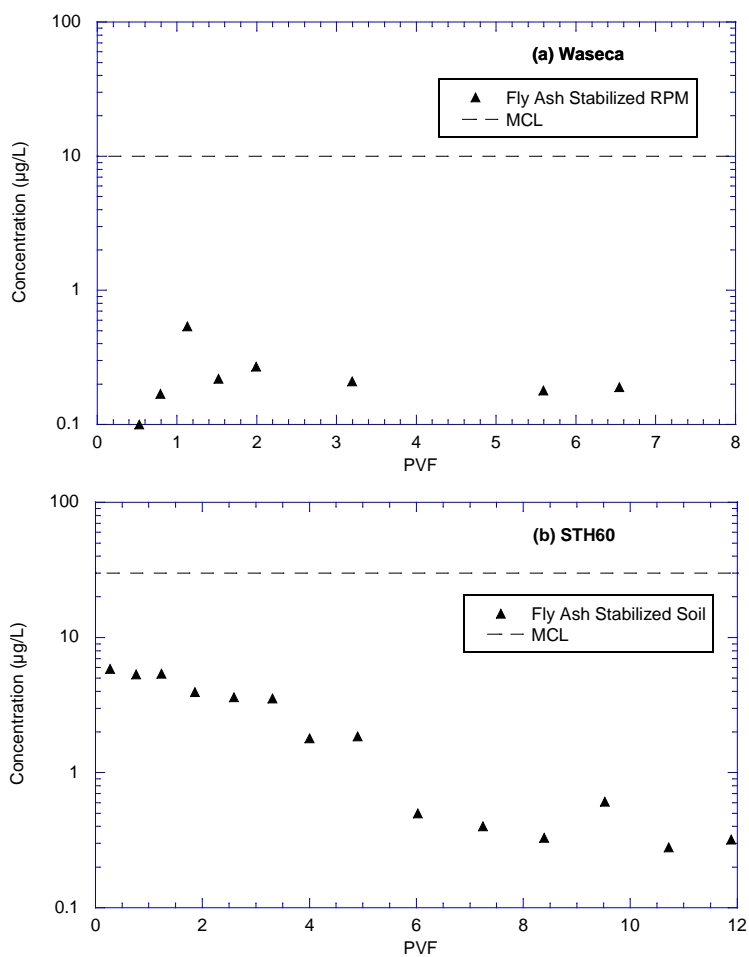 100
10
1
0.1
Concentration (µg/L)
(a) Waseca
Fly Ash Stabilized RPM
MCL
0 1 2 3 4 5 6 7 8
PVF
100
10
1
0.1
Concentration (µg/L)
(b) STH60
Fly Ash Stabilized Soil
MCL
0 2 4 6 8 10 12
PVF